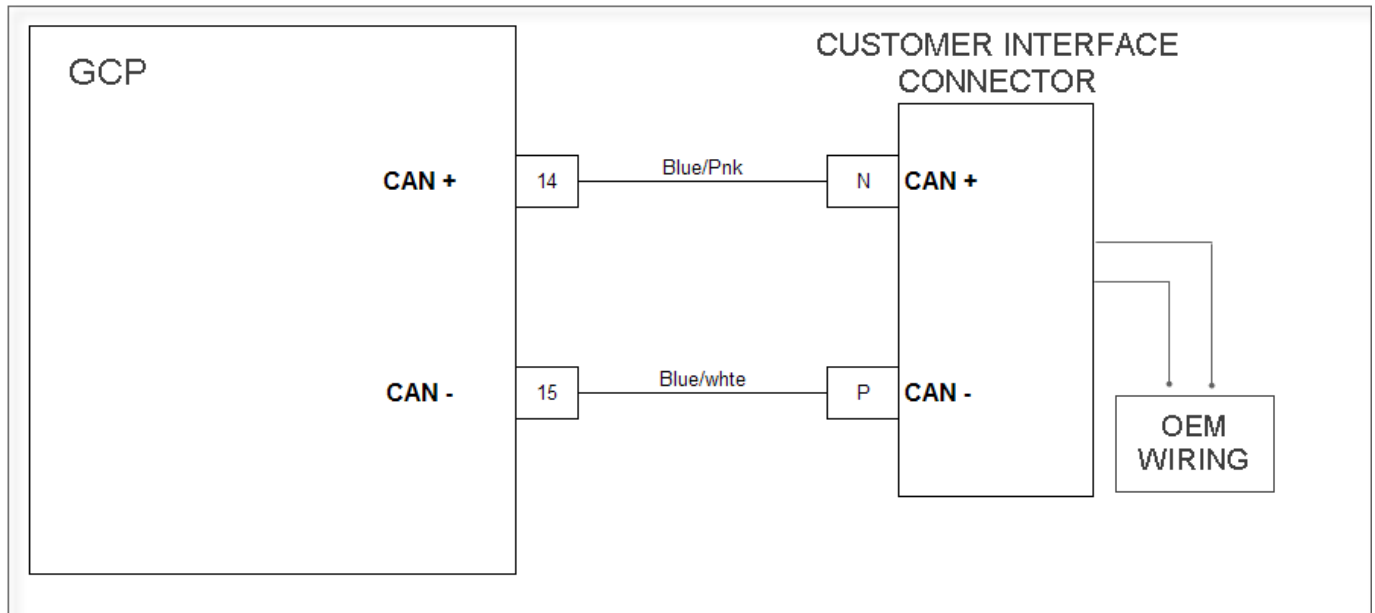 GCP
CUSTOMER INTERFACE
CONNECTOR
CAN + 14 Blue/Pnk N CAN +
CAN - 15 Blue/whte P CAN -
OEM
WIRING